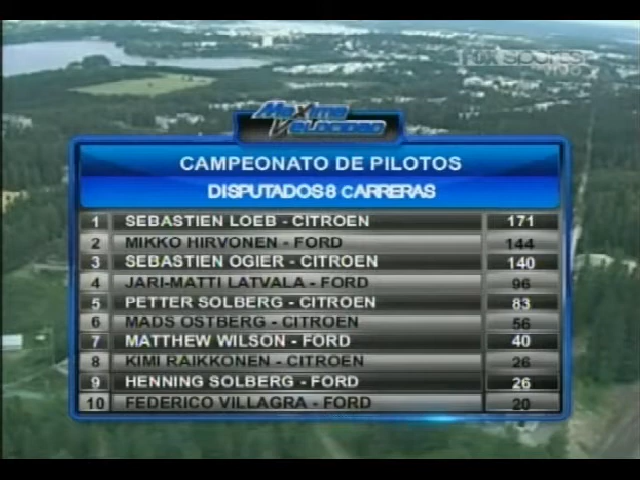 FOX SPORTS
Maxima
Velocidad
CAMPEONATO DE PILOTOS
DISPUTADOS 8 CARRERAS
1 SEBASTIEN LOEB - CITROEN 171
2 MIKKO HIRVONEN - FORD 144
3 SEBASTIEN OGIER - CITROEN 140
4 JARI-MATTI LATVALA - FORD 96
5 PETTER SOLBERG - CITROEN 83
6 MADS OSTBERG - CITROEN 56
7 MATTHEW WILSON - FORD 40
8 KIMI RAIKKONEN - CITROEN 26
9 HENNING SOLBERG - FORD 26
10 FEDERICO VILLAGRA - FORD 20